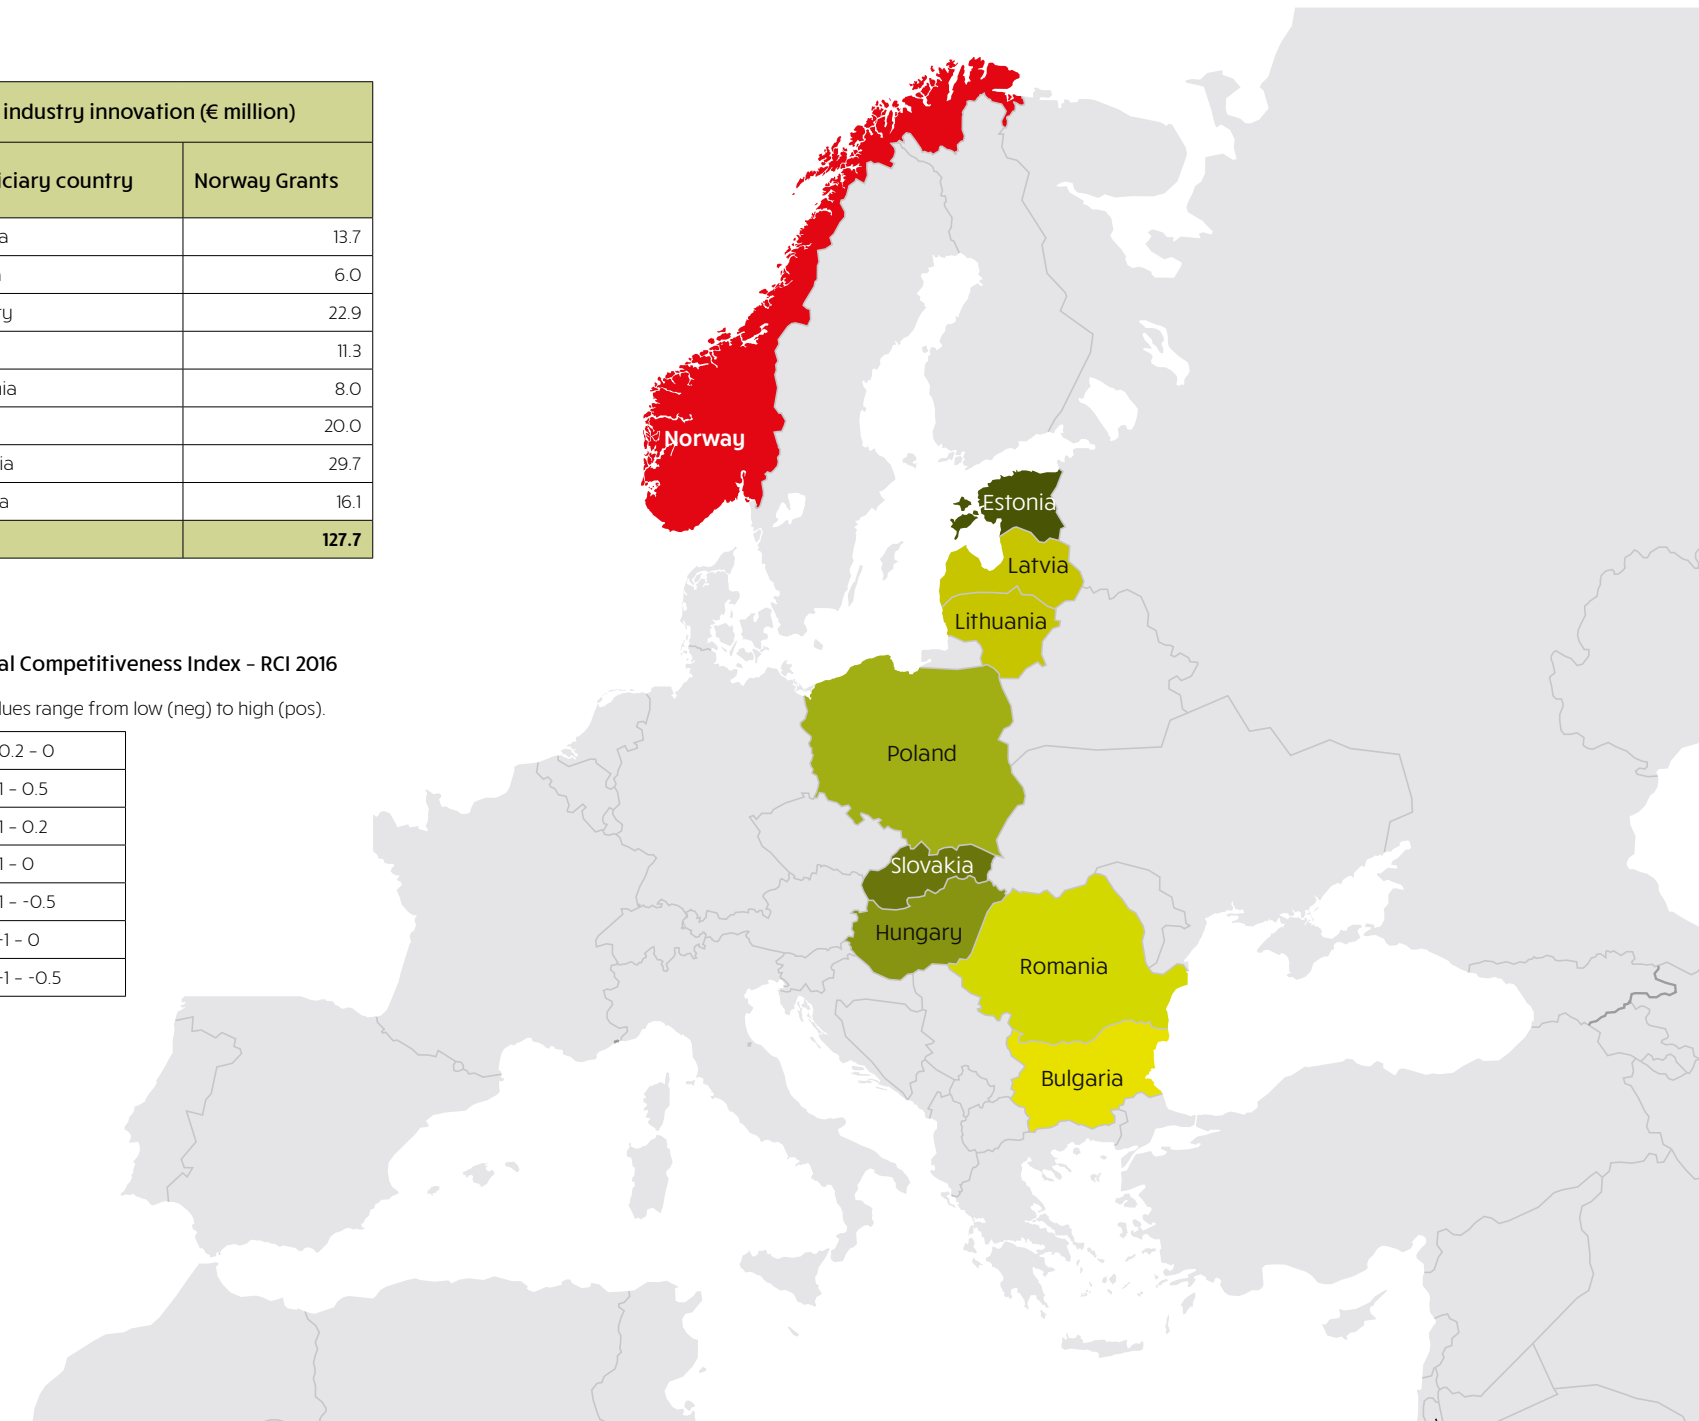 industry innovation (€ million)
iciary country Norway Grants
a 13.7
6.0
ry 22.9
11.3
nia 8.0
20.0
ia 29.7
a 16.1
127.7
al Competitiveness Index – RCI 2016
lues range from low (neg) to high (pos).
0.2 – 0
1 – 0.5
1 – 0.2
1 – 0
1 – -0.5
-1 – 0
-1 – -0.5
Norway
Estonia
Latvia
Lithuania
Poland
Slovakia
Hungary
Romania
Bulgaria